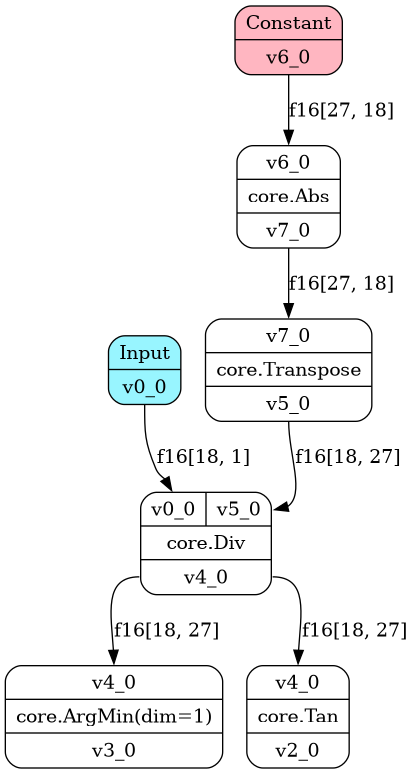 Constant
v6_0
f16[27, 18]
v6_0
core.Abs
v7_0
f16[27, 18]
Input
v0_0
v7_0
core.Transpose
v5_0
f16[18, 1]
f16[18, 27]
v0_0 v5_0
core.Div
v4_0
f16[18, 27]
f16[18, 27]
v4_0
core.ArgMin(dim=1)
v3_0
v4_0
core.Tan
v2_0